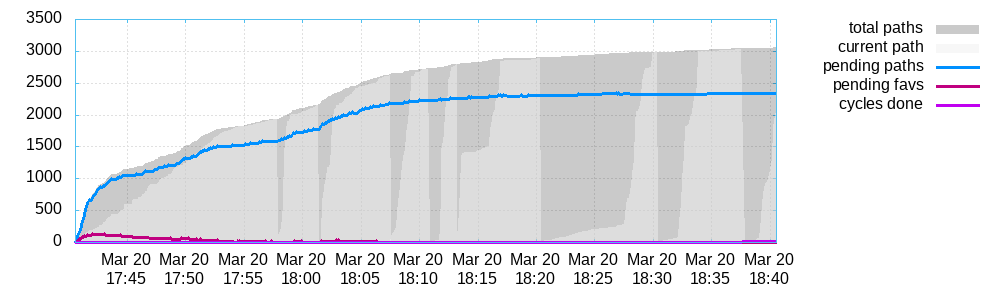 3500
3000
2500
2000
1500
1000
500
0
Mar 20 Mar 20 Mar 20 Mar 20 Mar 20 Mar 20 Mar 20 Mar 20 Mar 20 Mar 20 Mar 20 Mar 20
17:45 17:50 17:55 18:00 18:05 18:10 18:15 18:20 18:25 18:30 18:35 18:40
total paths
current path
pending paths
pending favs
cycles done